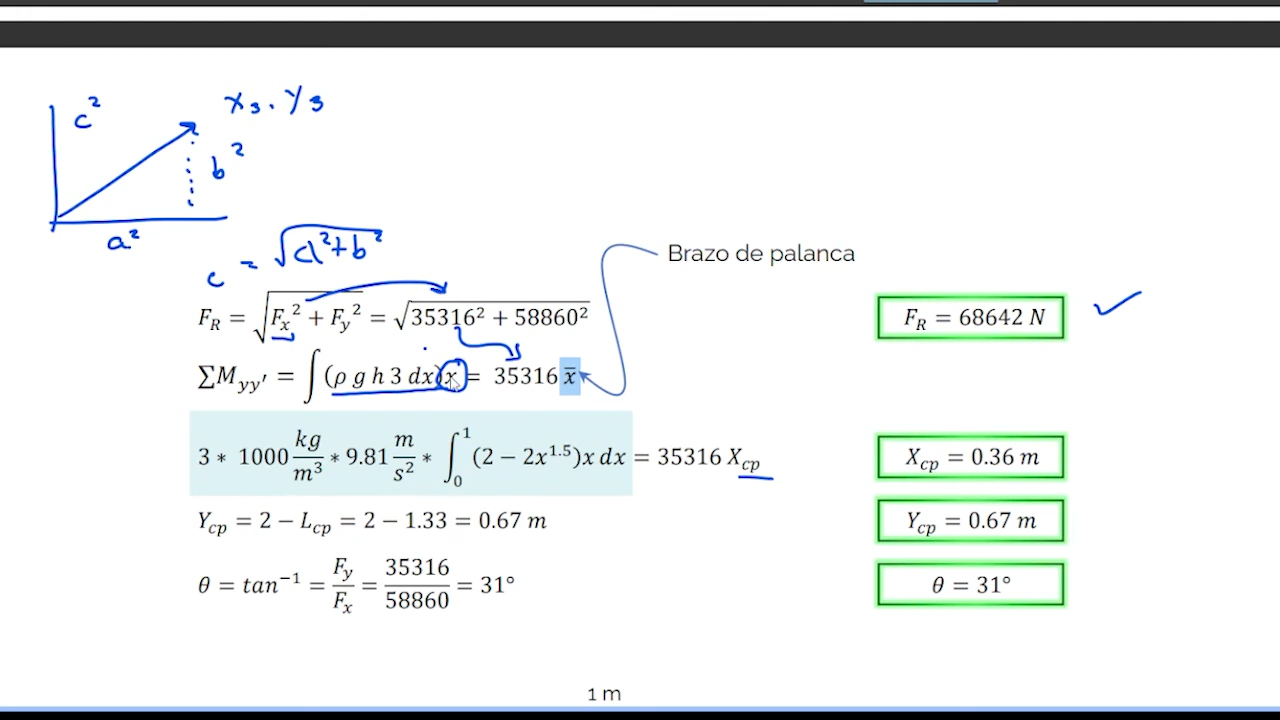 c²
x₃, y₃
b²
a²
c = √a²+b²
Brazo de palanca
F_R = √(F_x² + F_y²) = √(35316² + 58860²)
F_R = 68642 N ✓
∑M_yy′ = ∫(ρ g h 3 dx)x = 35316 x̄
3 ∗ 1000 kg/m³ ∗ 9.81 m/s² ∗ ∫₀¹ (2 − 2x^1.5)x dx = 35316 X_cp
X_cp = 0.36 m
Y_cp = 2 − L_cp = 2 − 1.33 = 0.67 m
Y_cp = 0.67 m
θ = tan⁻¹ = F_y/F_x = 35316/58860 = 31°
θ = 31°
1 m